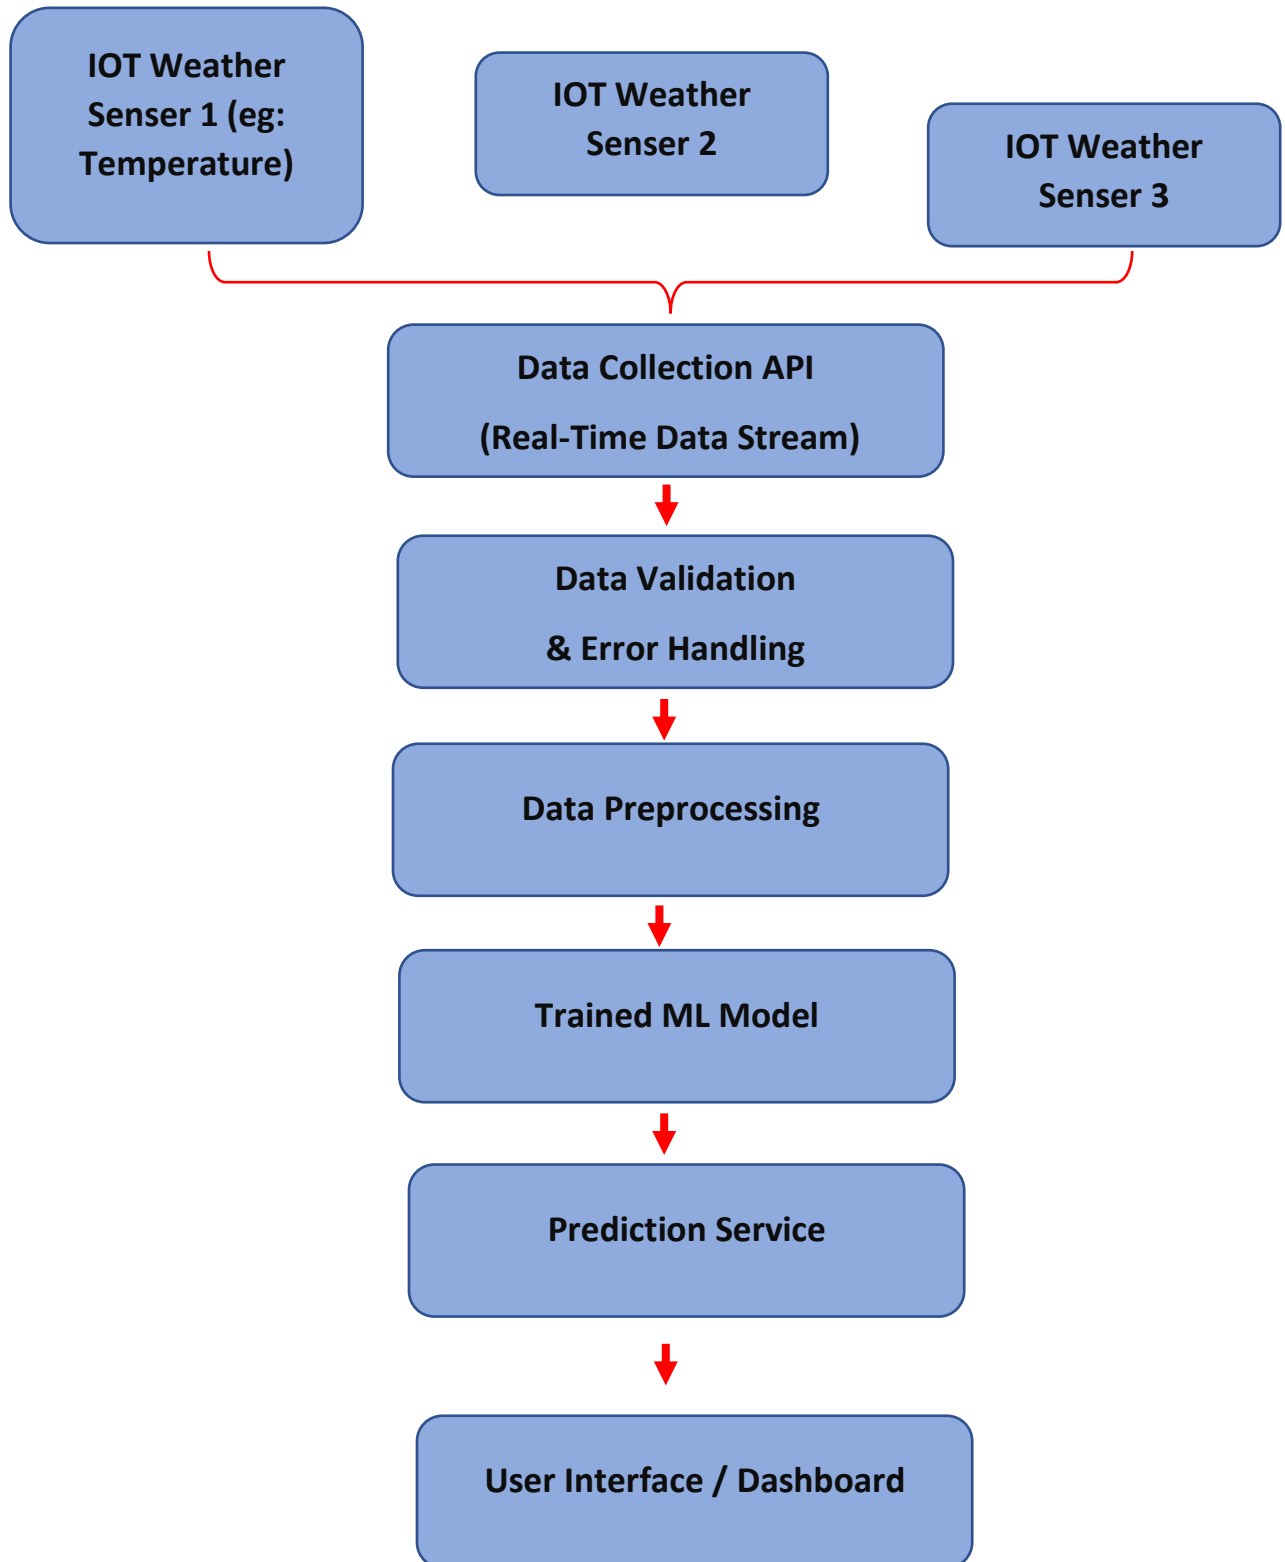 IOT Weather
Senser 1 (eg:
Temperature)
IOT Weather
Senser 2
IOT Weather
Senser 3
Data Collection API
(Real-Time Data Stream)
Data Validation
& Error Handling
Data Preprocessing
Trained ML Model
Prediction Service
User Interface / Dashboard